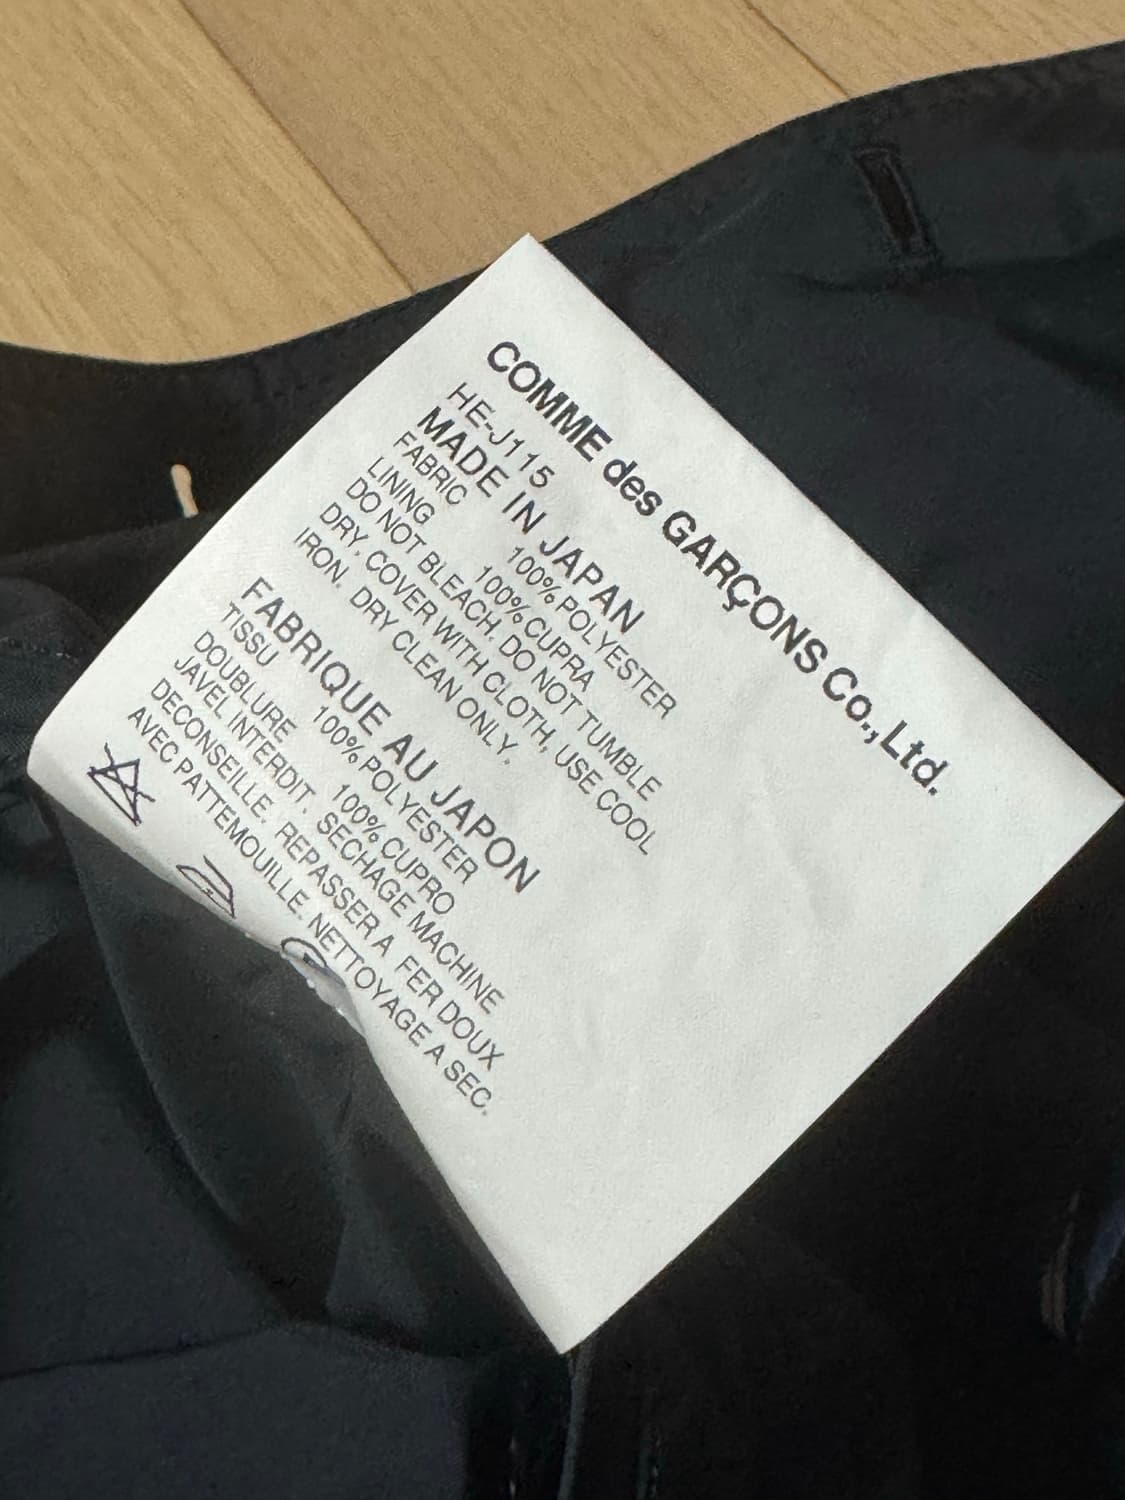 COMME des GARÇONS Co., Ltd.
HE-J115
MADE IN JAPAN
FABRIC 100% POLYESTER
LINING 100% CUPRA
DO NOT BLEACH. DO NOT TUMBLE
DRY. COVER WITH CLOTH, USE COOL
IRON. DRY CLEAN ONLY.
FABRIQUE AU JAPON
TISSU 100% POLYESTER
DOUBLURE 100% CUPRO
JAVEL INTERDIT. SECHAGE MACHINE
DECONSEILLE. REPASSER A FER DOUX
AVEC PATTEMOUILLE. NETTOYAGE A SEC.